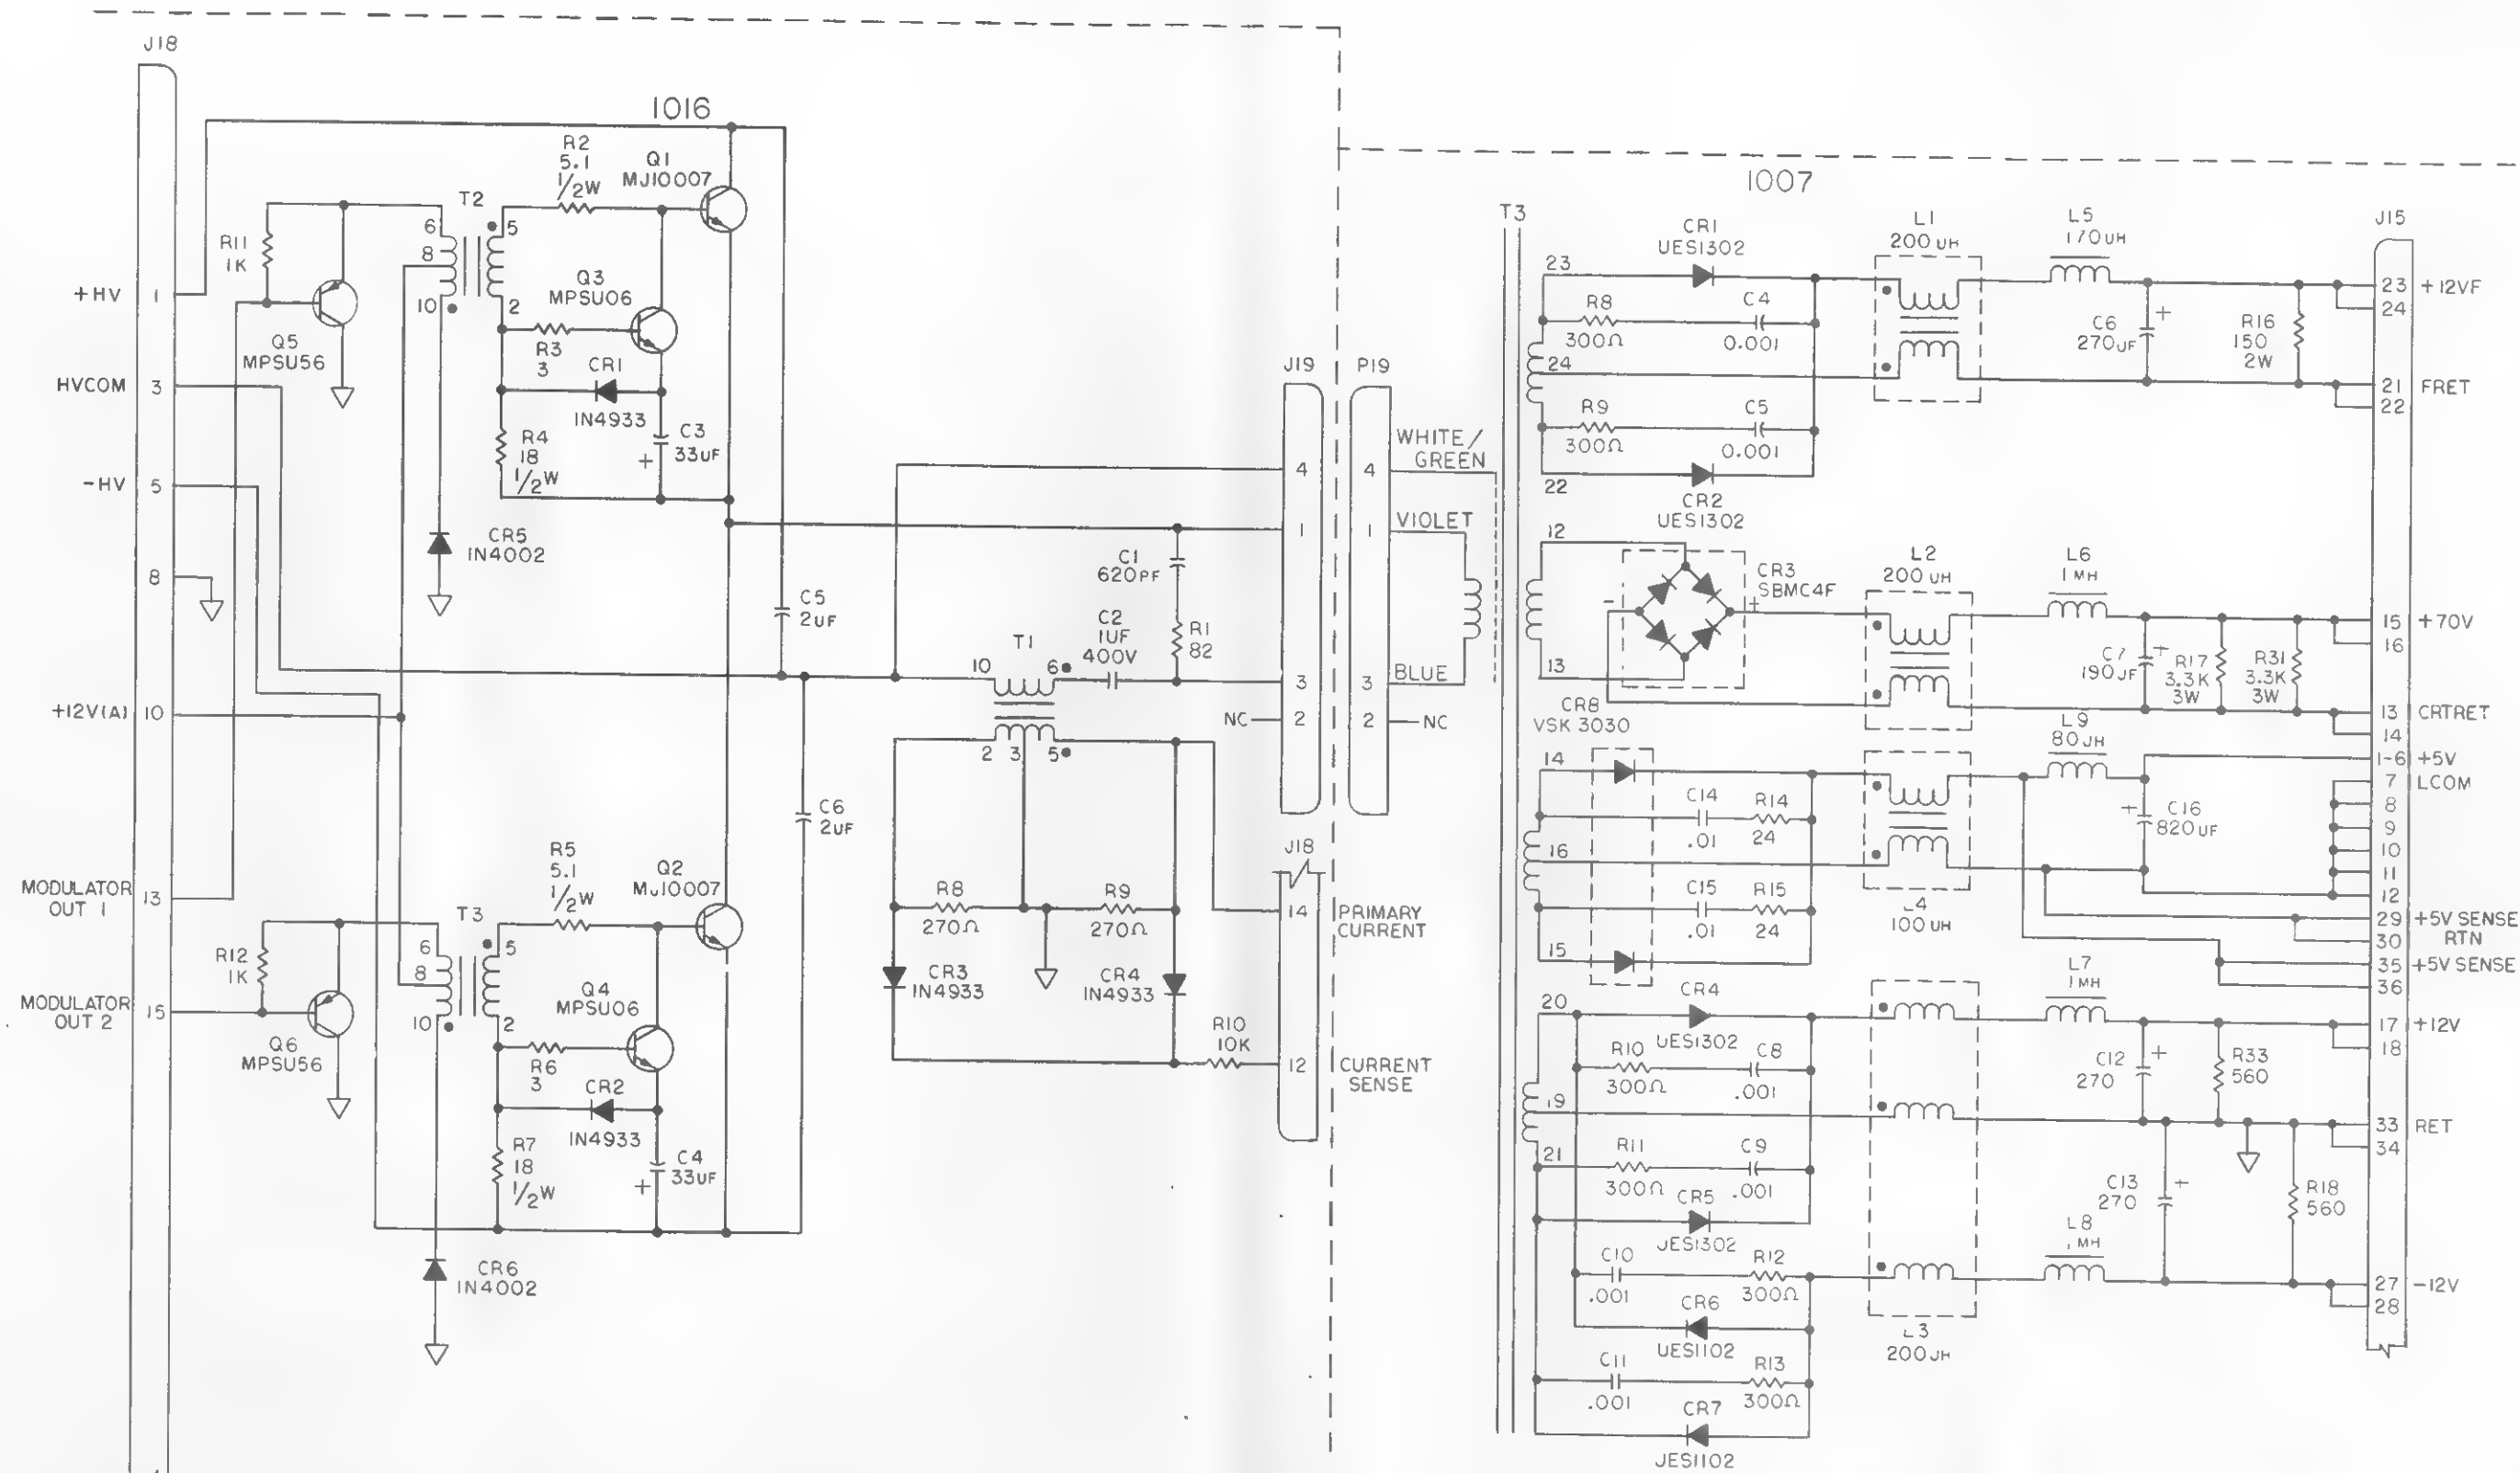 J18
1016
R2
5.1
1/2W
Q1
MJ10007
T2
6
8
10
5
2
R11
1K
Q5
MPSU56
Q3
MPSU06
R3
3
CR1
IN4933
R4
18
1/2W
C3
+
33UF
CR5
IN4002
+HV
1
HVCOM
3
-HV
5
8
+12V(A)
10
MODULATOR
OUT 1
13
MODULATOR
OUT 2
15
C5
2UF
C6
2UF
R5
5.1
1/2W
Q2
MJ10007
T3
6
8
10
5
2
R12
1K
Q6
MPSU56
Q4
MPSU06
R6
3
CR2
IN4933
R7
18
1/2W
C4
+
33UF
CR6
IN4002
C1
620PF
C2
1UF
400V
R1
82
T1
10
6
2
3
5
R8
270Ω
R9
270Ω
CR3
IN4933
CR4
IN4933
R10
10K
J19
4
1
3
NC
2
P19
4
1
3
2
NC
WHITE/
GREEN
VIOLET
BLUE
J18
14
PRIMARY
CURRENT
12
CURRENT
SENSE
1007
T3
23
24
22
CR1
UES1302
R8
300Ω
C4
0.001
R9
300Ω
C5
0.001
CR2
UES1302
L1
200UH
L5
170UH
C6
270UF
+
R16
150
2W
J15
23
+12VF
24
21
FRET
22
12
13
CR3
SBMC4F
-
+
L2
200UH
L6
1MH
C7
190UF
+
R17
3.3K
3W
R31
3.3K
3W
15
+70V
16
13
CRTRET
14
CR8
VSK 3030
14
16
15
C14
.01
R14
24
C15
.01
R15
24
L4
100UH
L9
80UH
+
C16
820UF
1-6
+5V
7
LCOM
8
9
10
11
12
29
+5V SENSE
30
RTN
35
+5V SENSE
36
20
19
21
CR4
UES1302
R10
300Ω
C8
.001
R11
300Ω
C9
.001
CR5
JES1302
C10
.001
R12
300Ω
CR6
UES1102
C11
.001
R13
300Ω
CR7
JES1102
L3
200UH
L7
1MH
C12
270
+
R33
560
C13
270
+
R18
560
L8
1MH
17
+12V
18
33
RET
34
27
-12V
28